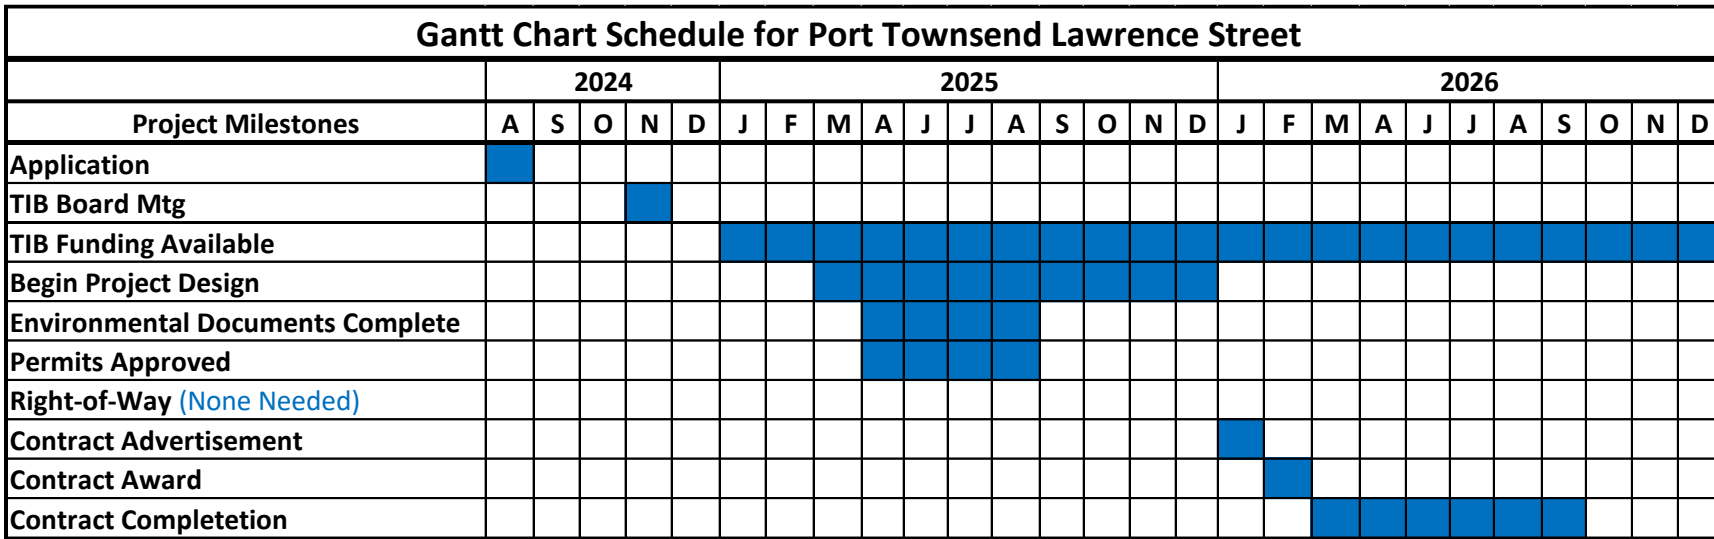 Gantt Chart Schedule for Port Townsend Lawrence Street
2024 2025 2026
Project Milestones A S O N D J F M A J J A S O N D J F M A J J A S O N D
Application
TIB Board Mtg
TIB Funding Available
Begin Project Design
Environmental Documents Complete
Permits Approved
Right-of-Way (None Needed)
Contract Advertisement
Contract Award
Contract Completetion